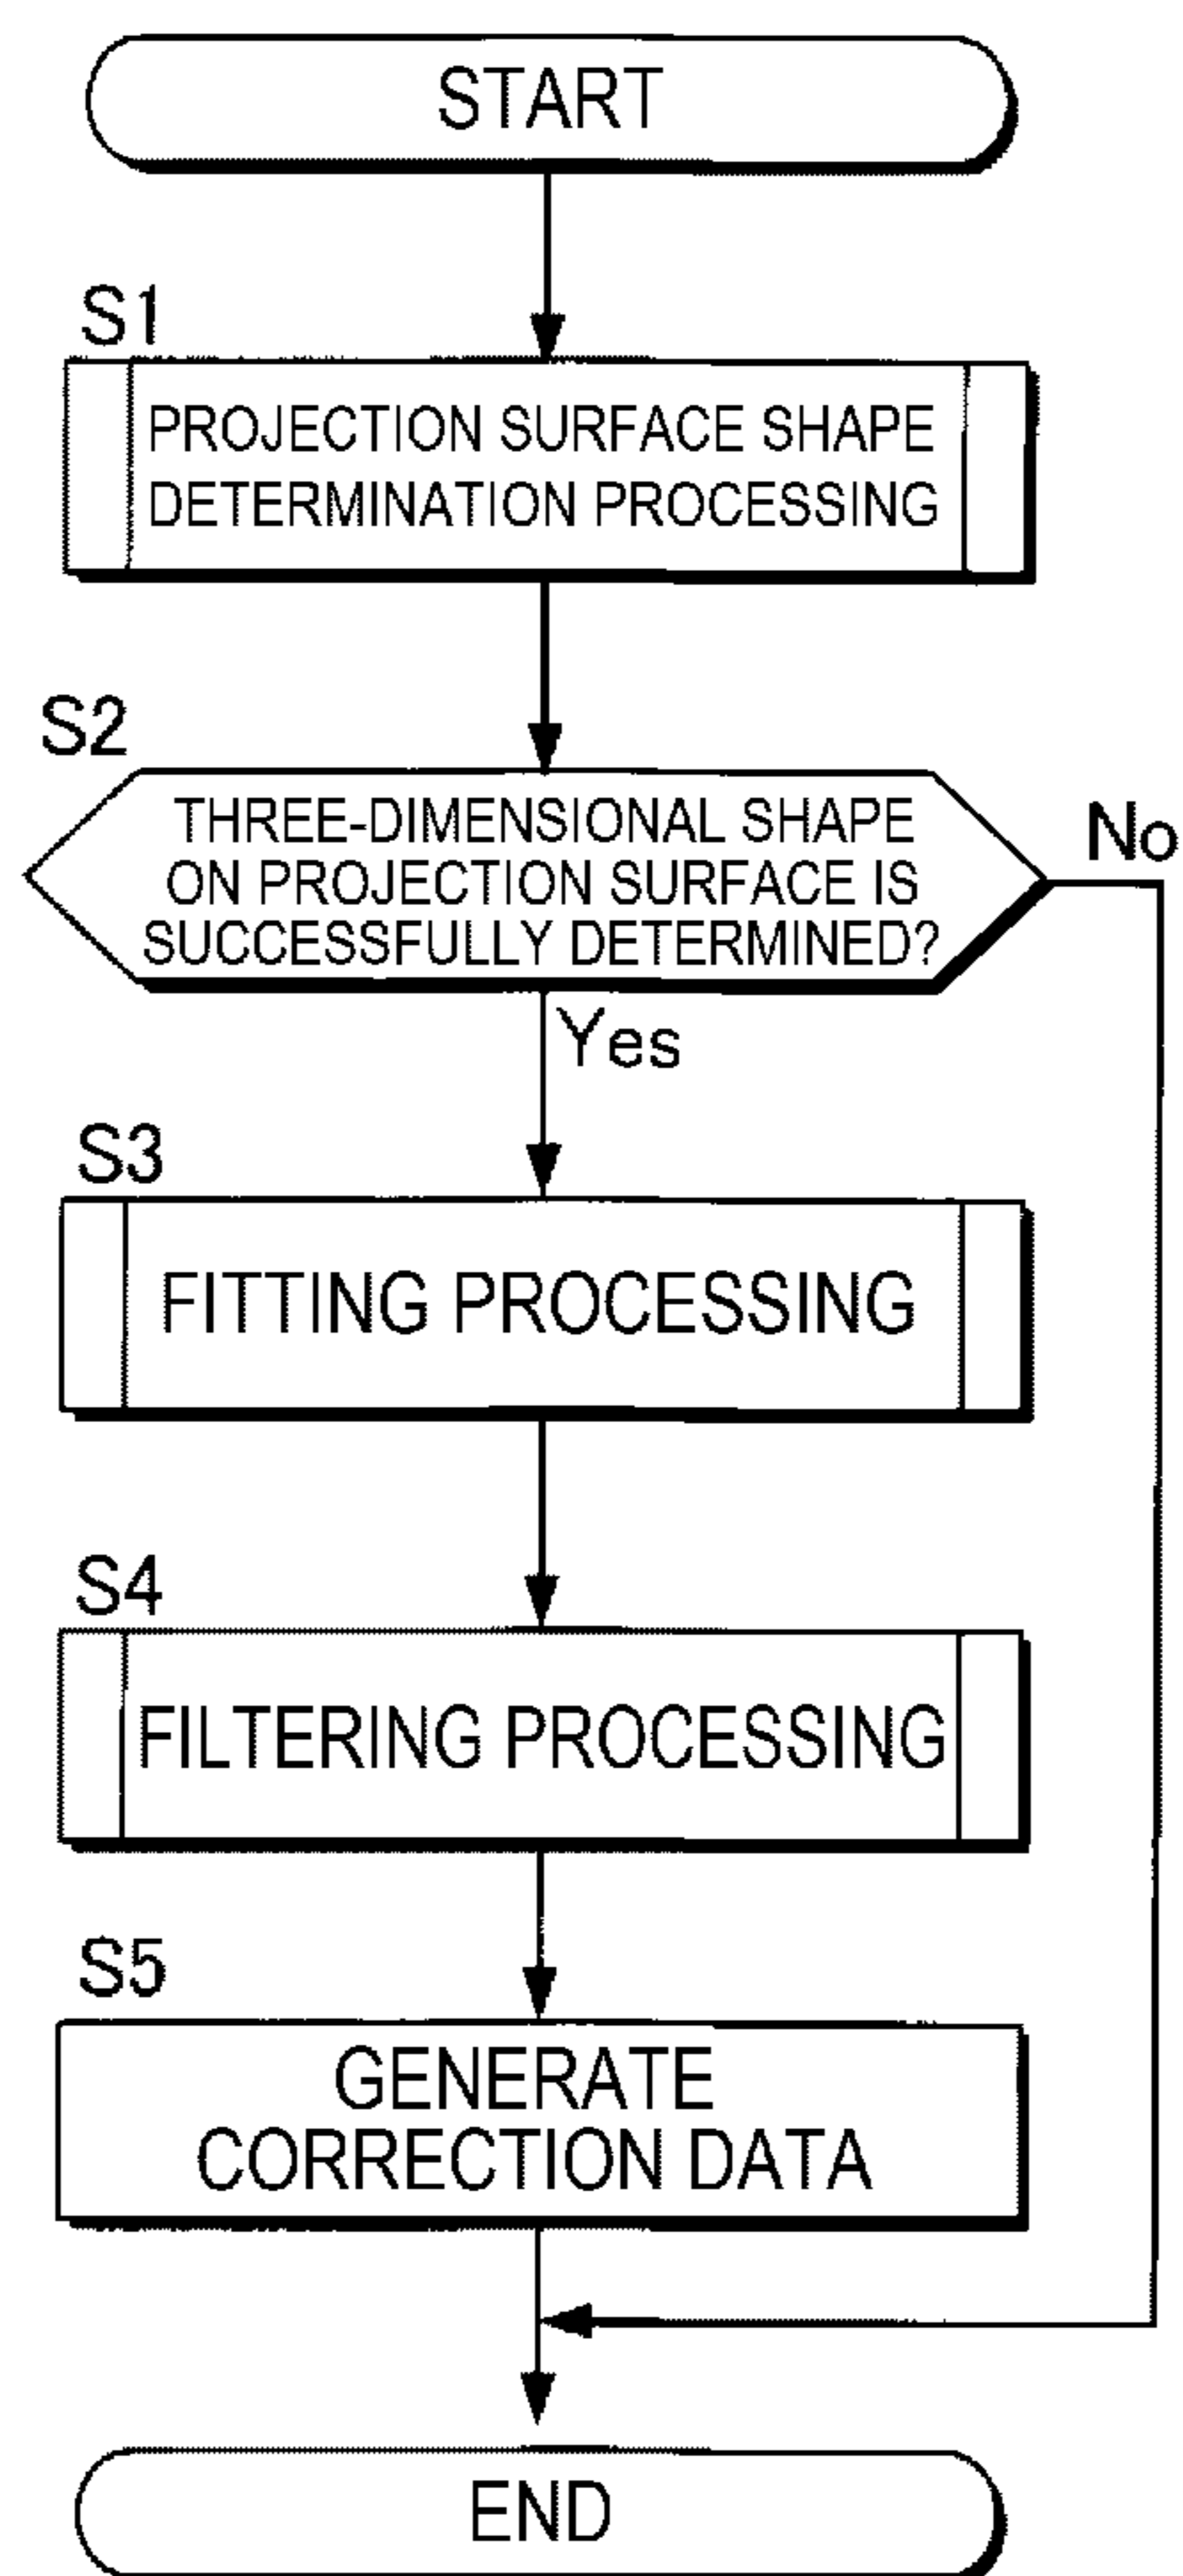 START
S1
PROJECTION SURFACE SHAPE
DETERMINATION PROCESSING
S2
THREE-DIMENSIONAL SHAPE
ON PROJECTION SURFACE IS
SUCCESSFULLY DETERMINED?
No
Yes
S3
FITTING PROCESSING
S4
FILTERING PROCESSING
S5
GENERATE
CORRECTION DATA
END